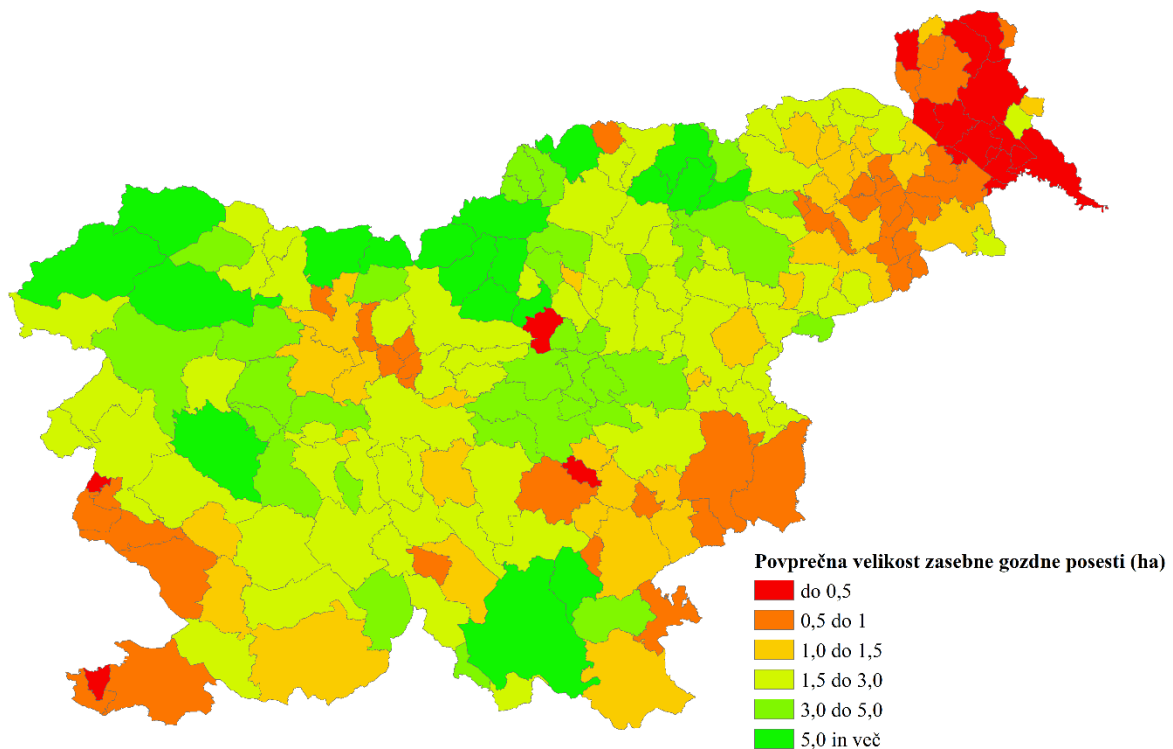 Povprečna velikost zasebne gozdne posesti (ha)
do 0,5
0,5 do 1
1,0 do 1,5
1,5 do 3,0
3,0 do 5,0
5,0 in več